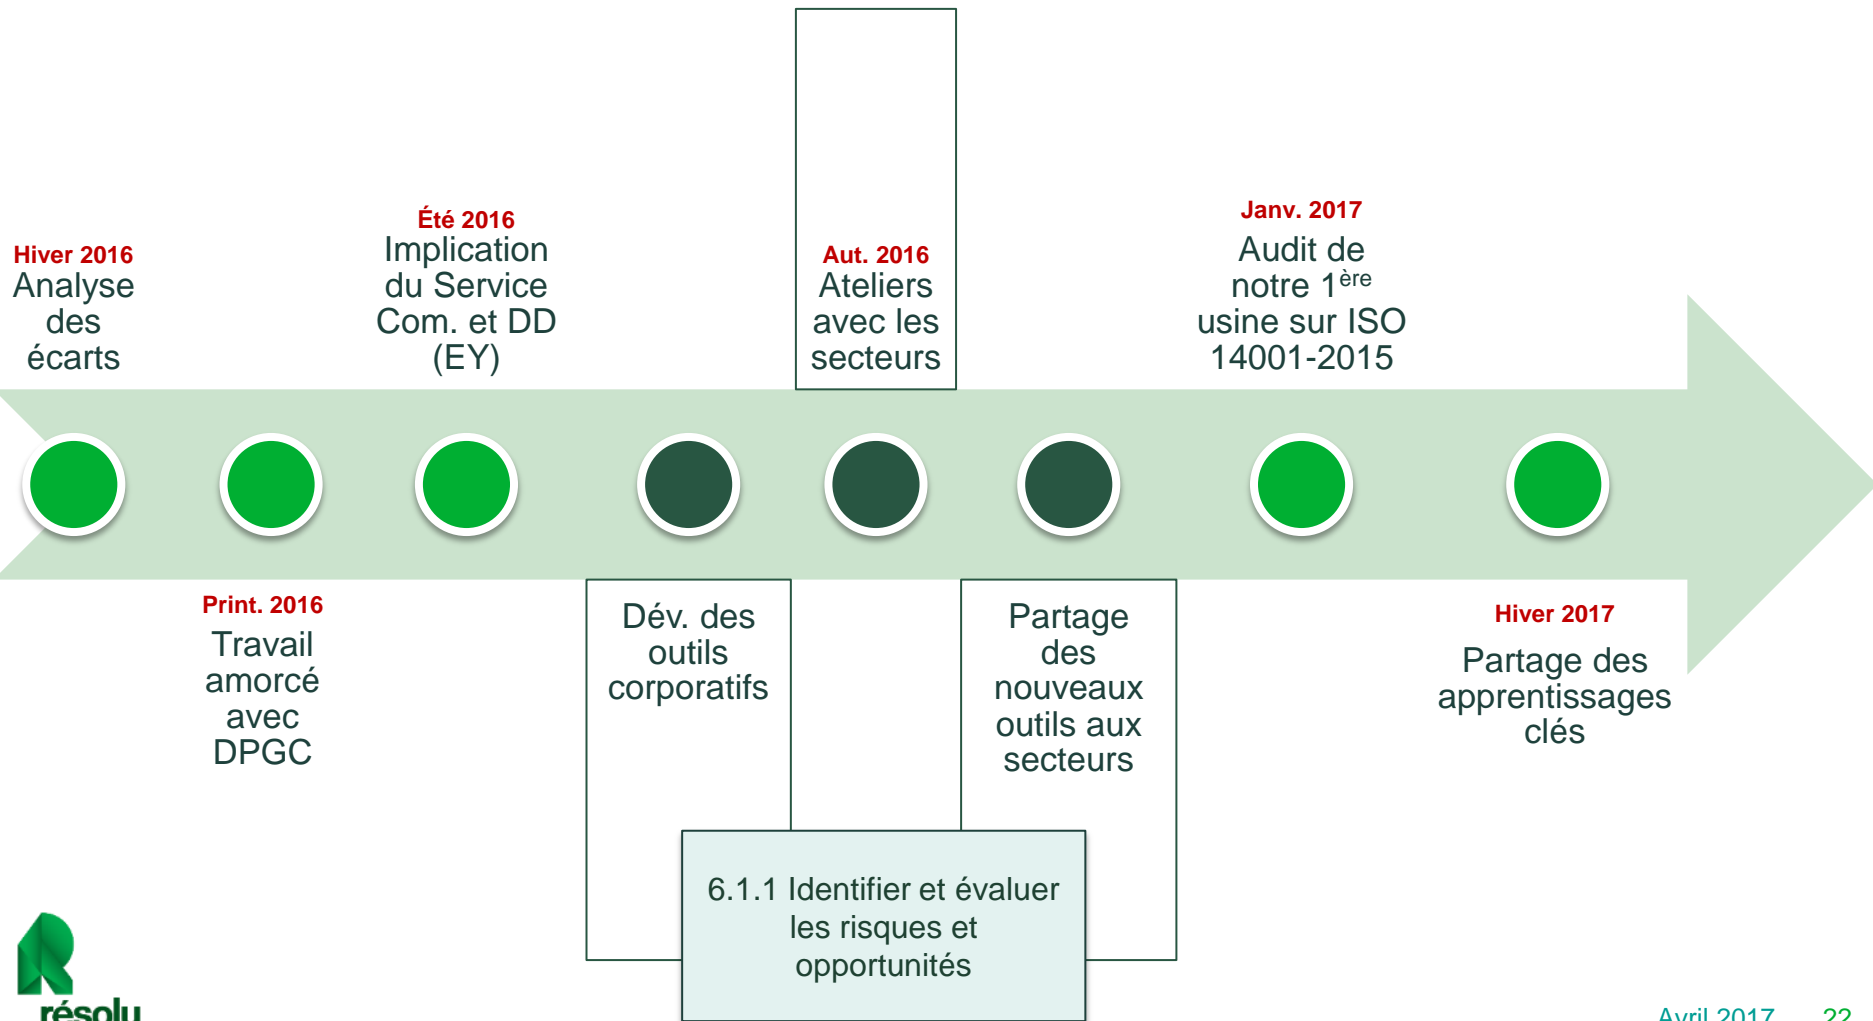 Hiver 2016
Analyse
des
écarts
Print. 2016
Travail
amorcé
avec
DPGC
Été 2016
Implication
du Service
Com. et DD
(EY)
Dév. des
outils
corporatifs
Aut. 2016
Ateliers
avec les
secteurs
Partage
des
nouveaux
outils aux
secteurs
Janv. 2017
Audit de
notre 1ère
usine sur ISO
14001-2015
Hiver 2017
Partage des
apprentissages
clés
6.1.1 Identifier et évaluer
les risques et
opportunités
résolu
Avril 2017 22